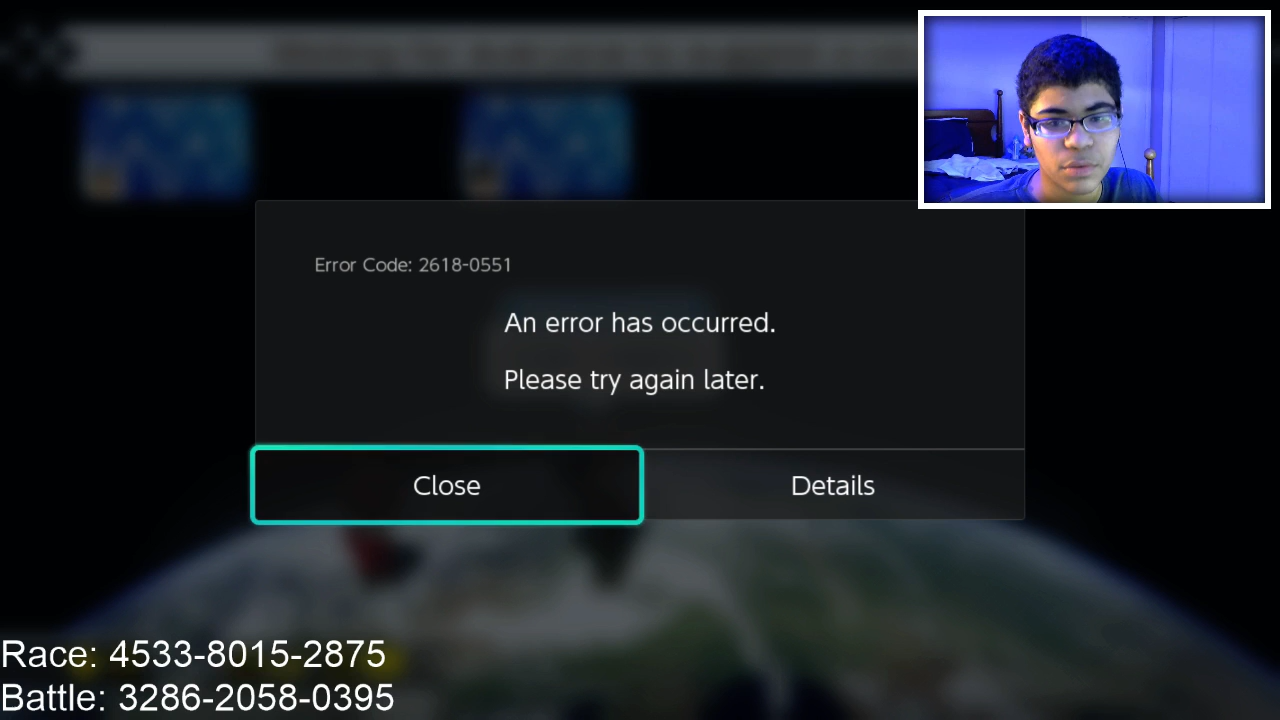 Error Code: 2618-0551
An error has occurred.
Please try again later.
Close
Details
Race: 4533-8015-2875
Battle: 3286-2058-0395